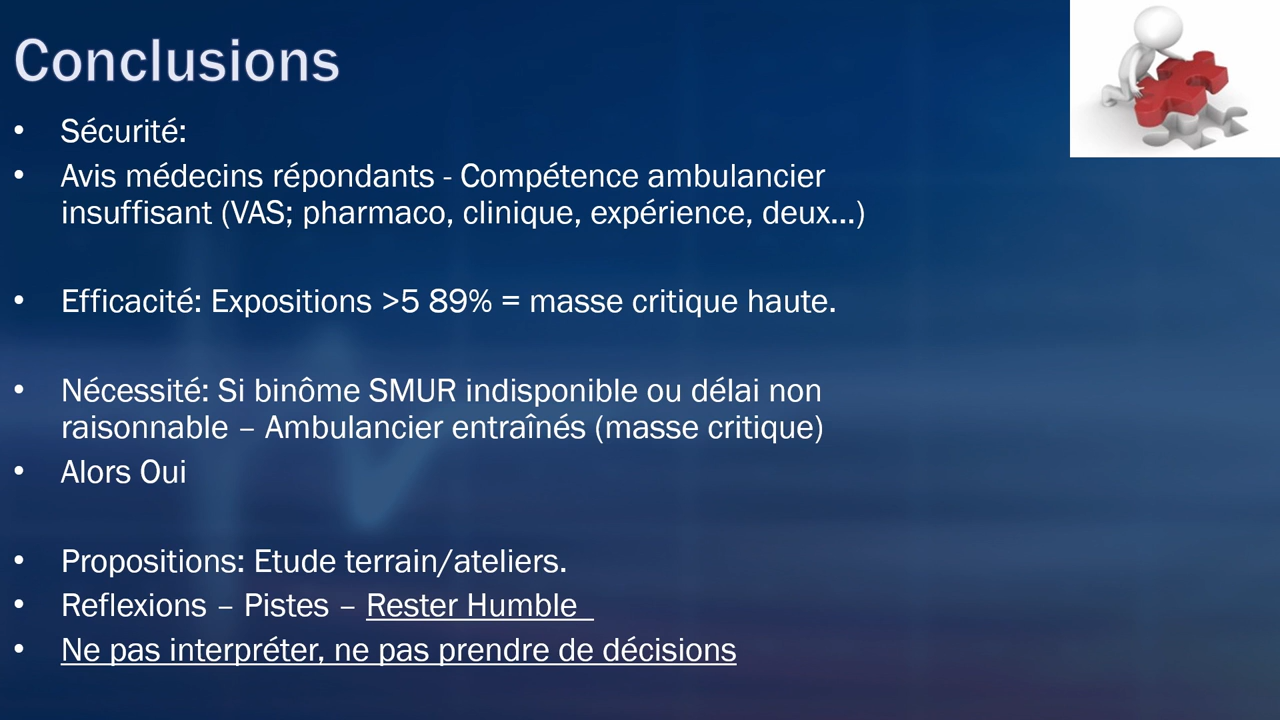 Conclusions
• Sécurité:
• Avis médecins répondants - Compétence ambulancier
insuffisant (VAS; pharmaco, clinique, expérience, deux...)
• Efficacité: Expositions >5 89% = masse critique haute.
• Nécessité: Si binôme SMUR indisponible ou délai non
raisonnable – Ambulancier entraînés (masse critique)
• Alors Oui
• Propositions: Etude terrain/ateliers.
• Reflexions – Pistes – Rester Humble
• Ne pas interpréter, ne pas prendre de décisions